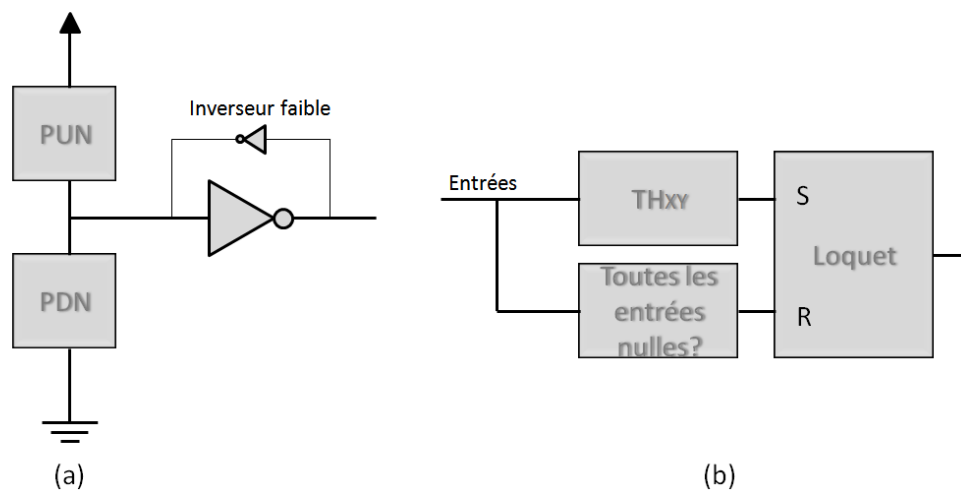 PUN
Inverseur faible
PDN
(a)
Entrées
THXY
S
Toutes les
entrées
nulles?
R
Loquet
(b)